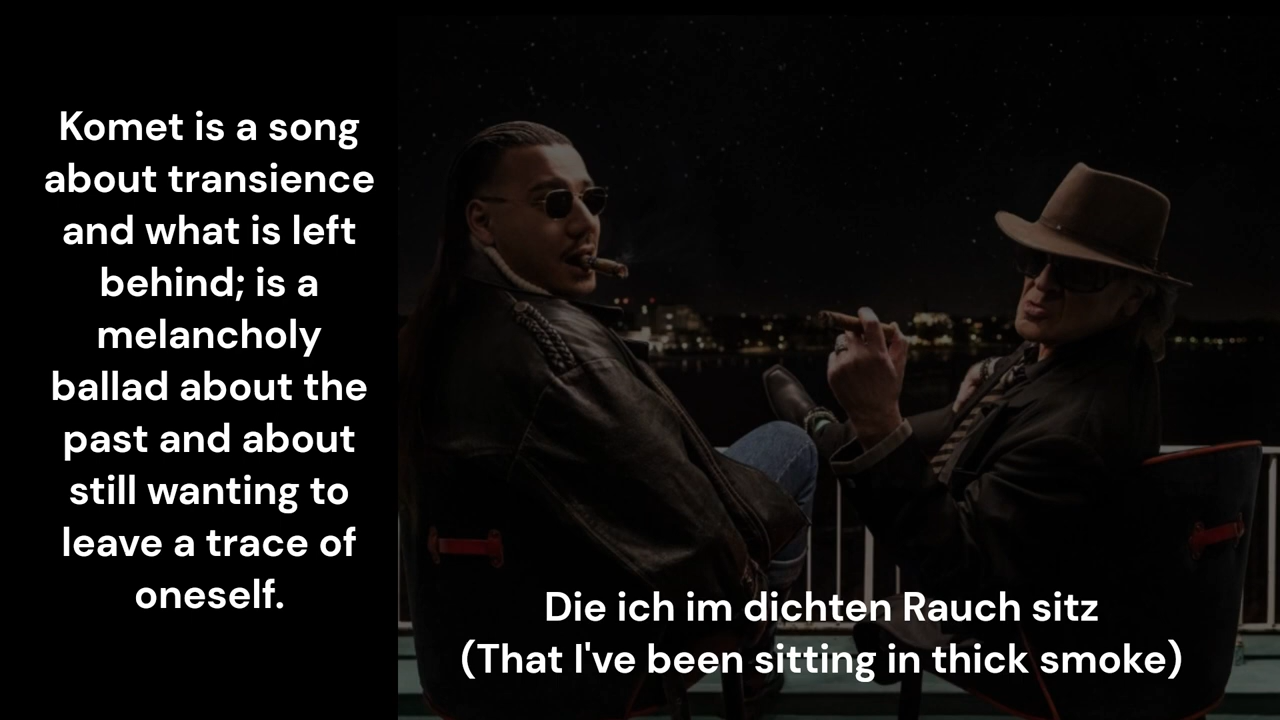 Komet is a song
about transience
and what is left
behind; is a
melancholy
ballad about the
past and about
still wanting to
leave a trace of
oneself.
Die ich im dichten Rauch sitz
(That I've been sitting in thick smoke)